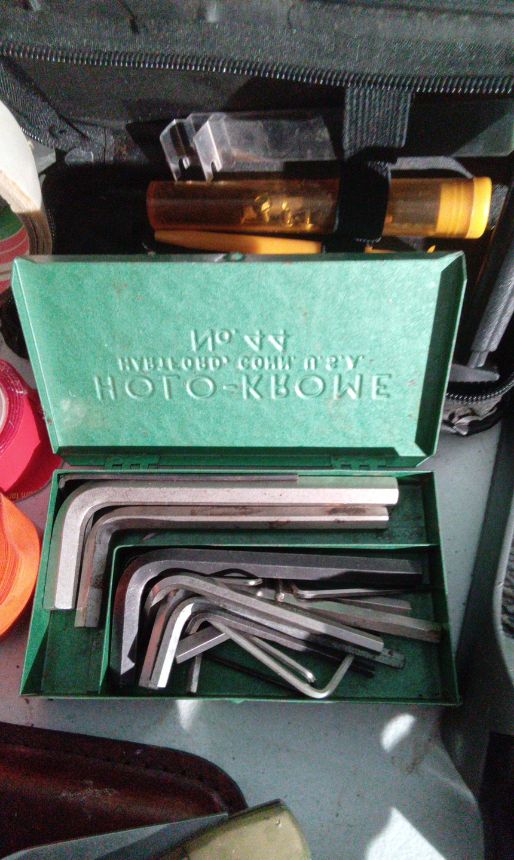 HOLO-KROME
HARTFORD, CONN. U.S.A.
No. 44